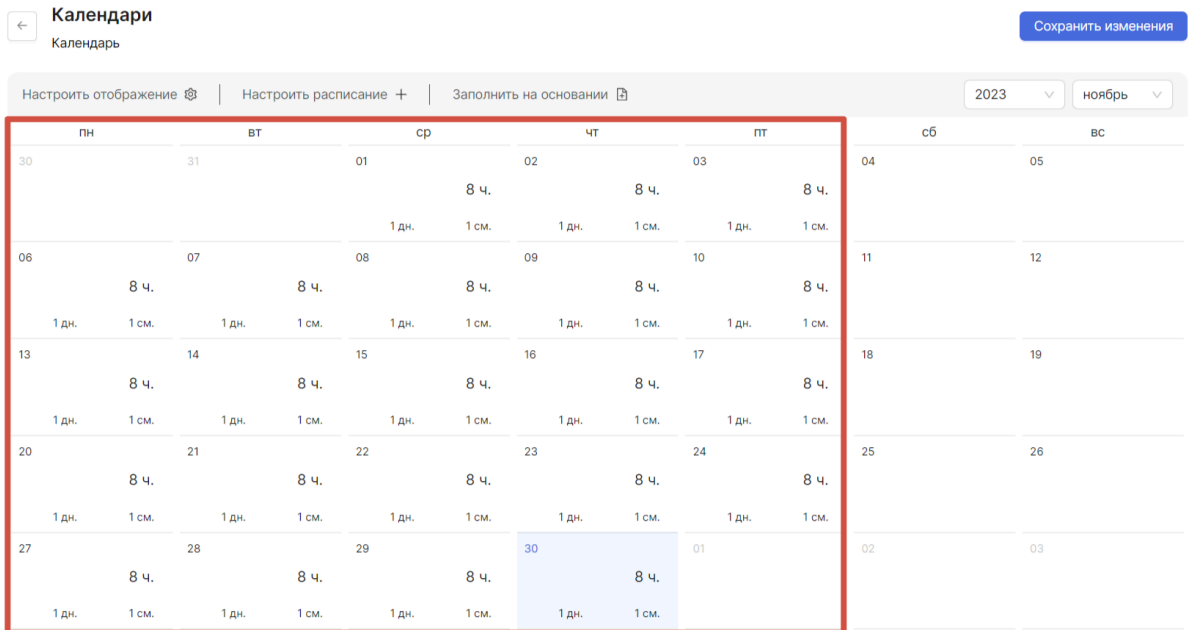 Календари
Календарь
Сохранить изменения
Настроить отображение
Настроить расписание
Заполнить на основании
2023
ноябрь
пн вт ср чт пт сб вс
30 31 01 02 03 04 05
8 ч. 8 ч. 8 ч.
1 дн. 1 см. 1 дн. 1 см. 1 дн. 1 см.
06 07 08 09 10 11 12
8 ч. 8 ч. 8 ч. 8 ч. 8 ч.
1 дн. 1 см. 1 дн. 1 см. 1 дн. 1 см. 1 дн. 1 см. 1 дн. 1 см.
13 14 15 16 17 18 19
8 ч. 8 ч. 8 ч. 8 ч. 8 ч.
1 дн. 1 см. 1 дн. 1 см. 1 дн. 1 см. 1 дн. 1 см. 1 дн. 1 см.
20 21 22 23 24 25 26
8 ч. 8 ч. 8 ч. 8 ч. 8 ч.
1 дн. 1 см. 1 дн. 1 см. 1 дн. 1 см. 1 дн. 1 см. 1 дн. 1 см.
27 28 29 30 01 02 03
8 ч. 8 ч. 8 ч. 8 ч.
1 дн. 1 см. 1 дн. 1 см. 1 дн. 1 см. 1 дн. 1 см.